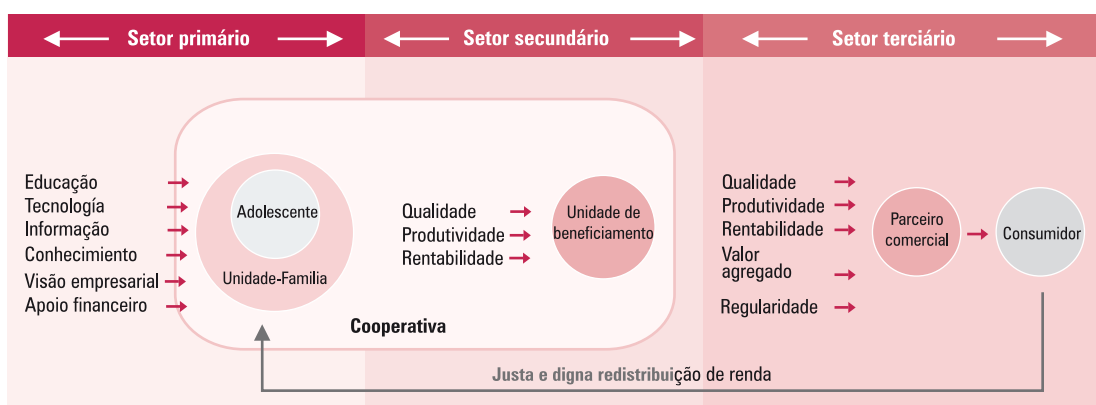 Setor primário
Setor secundário
Setor terciário
Educação
Tecnología
Informação
Conhecimiento
Visão empresarial
Apoio financeiro
Adolescente
Unidade-Familia
Qualidade
Produtividade
Rentabilidade
Unidade de
beneficiamento
Cooperativa
Qualidade
Produtividade
Rentabilidade
Valor
agregado
Regularidade
Parceiro
comercial
Consumidor
Justa e digna redistribuição de renda